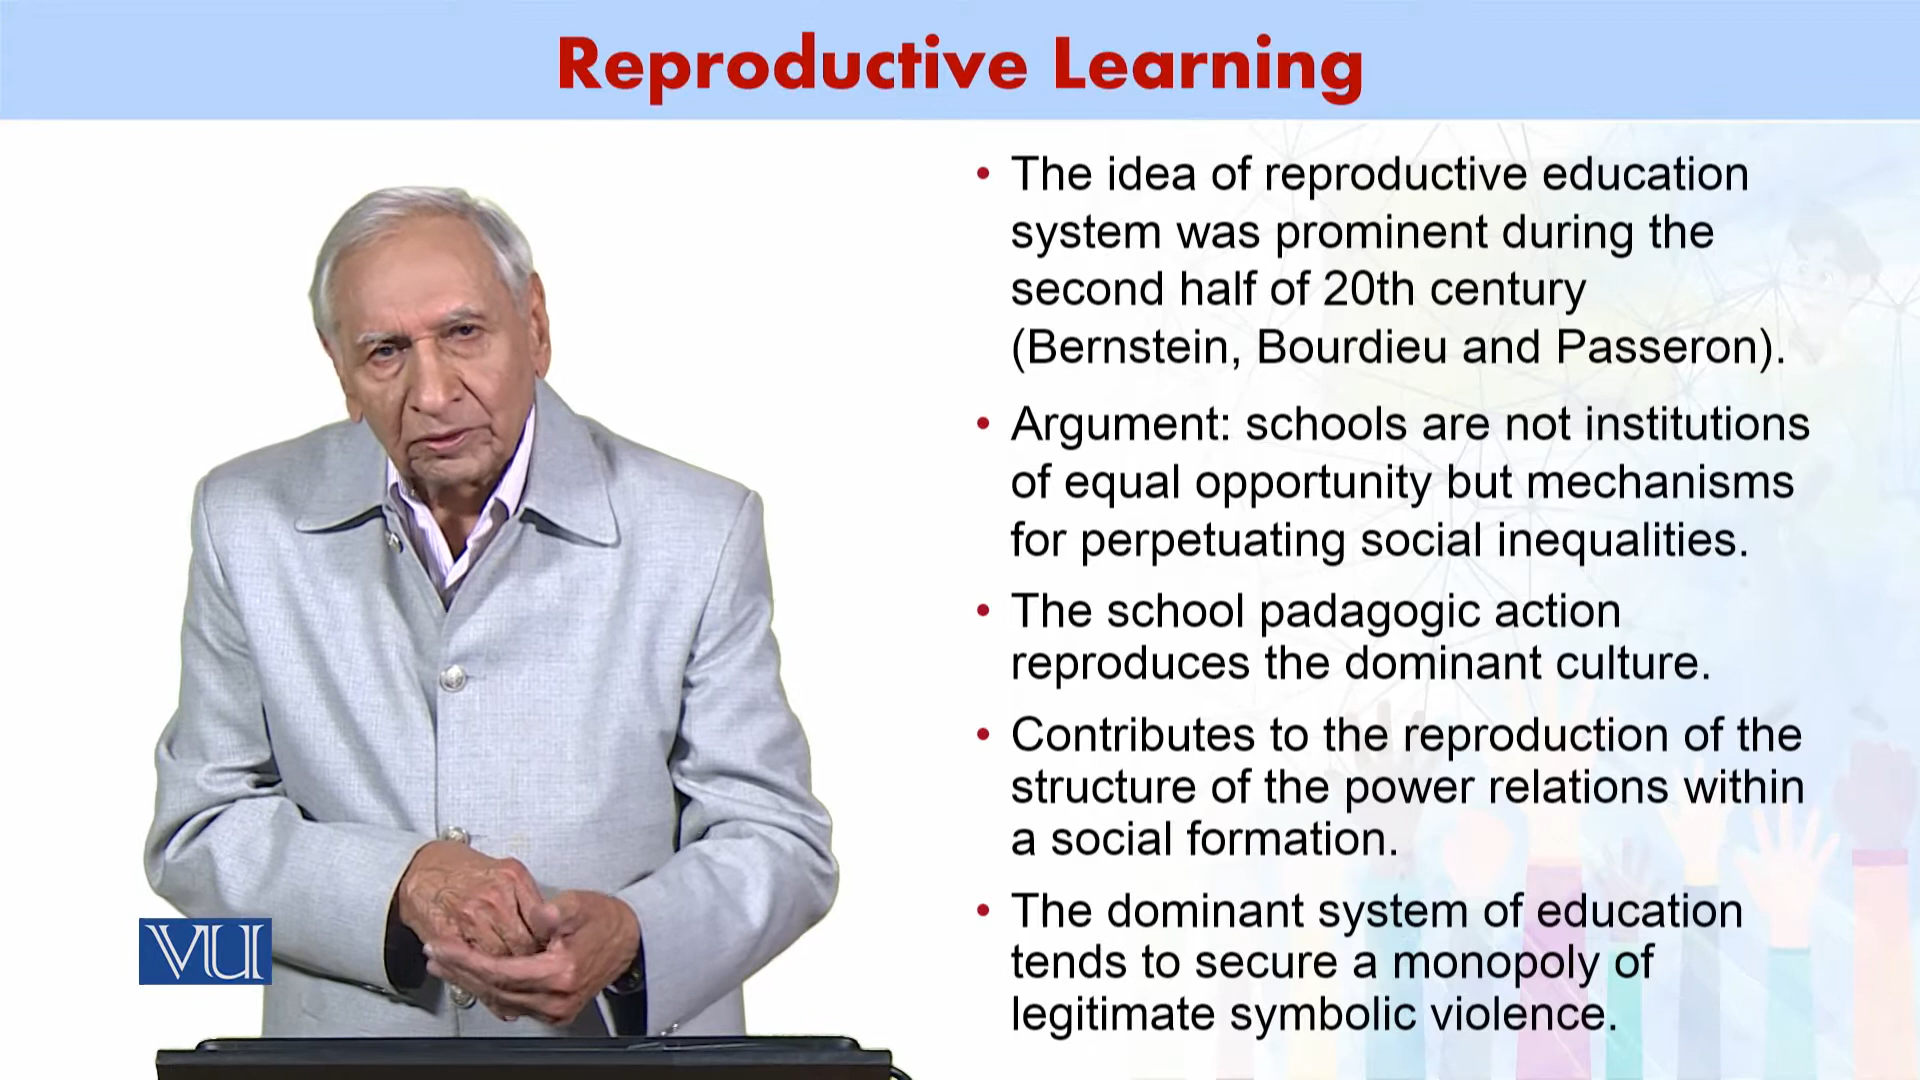 Reproductive Learning
• The idea of reproductive education
system was prominent during the
second half of 20th century
(Bernstein, Bourdieu and Passeron).
• Argument: schools are not institutions
of equal opportunity but mechanisms
for perpetuating social inequalities.
• The school padagogic action
reproduces the dominant culture.
• Contributes to the reproduction of the
structure of the power relations within
a social formation.
• The dominant system of education
tends to secure a monopoly of
legitimate symbolic violence.
VU